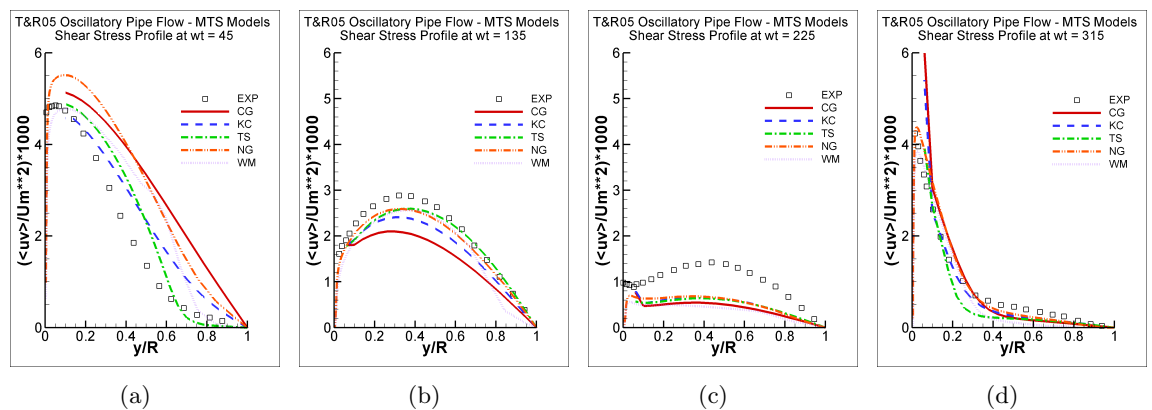 T&R05 Oscillatory Pipe Flow - MTS Models
Shear Stress Profile at wt = 45
(<uv>/Um**2)*1000
6
5
4
3
2
1
0
EXP
CG
KC
TS
NG
WM
0 0.2 0.4 0.6 0.8 1
y/R
(a)
T&R05 Oscillatory Pipe Flow - MTS Models
Shear Stress Profile at wt = 135
(<uv>/Um**2)*1000
6
5
4
3
2
1
0
EXP
CG
KC
TS
NG
WM
0 0.2 0.4 0.6 0.8 1
y/R
(b)
T&R05 Oscillatory Pipe Flow - MTS Models
Shear Stress Profile at wt = 225
(<uv>/Um**2)*1000
6
5
4
3
2
1
0
EXP
CG
KC
TS
NG
WM
0 0.2 0.4 0.6 0.8 1
y/R
(c)
T&R05 Oscillatory Pipe Flow - MTS Models
Shear Stress Profile at wt = 315
(<uv>/Um**2)*1000
6
5
4
3
2
1
0
EXP
CG
KC
TS
NG
WM
0 0.2 0.4 0.6 0.8 1
y/R
(d)